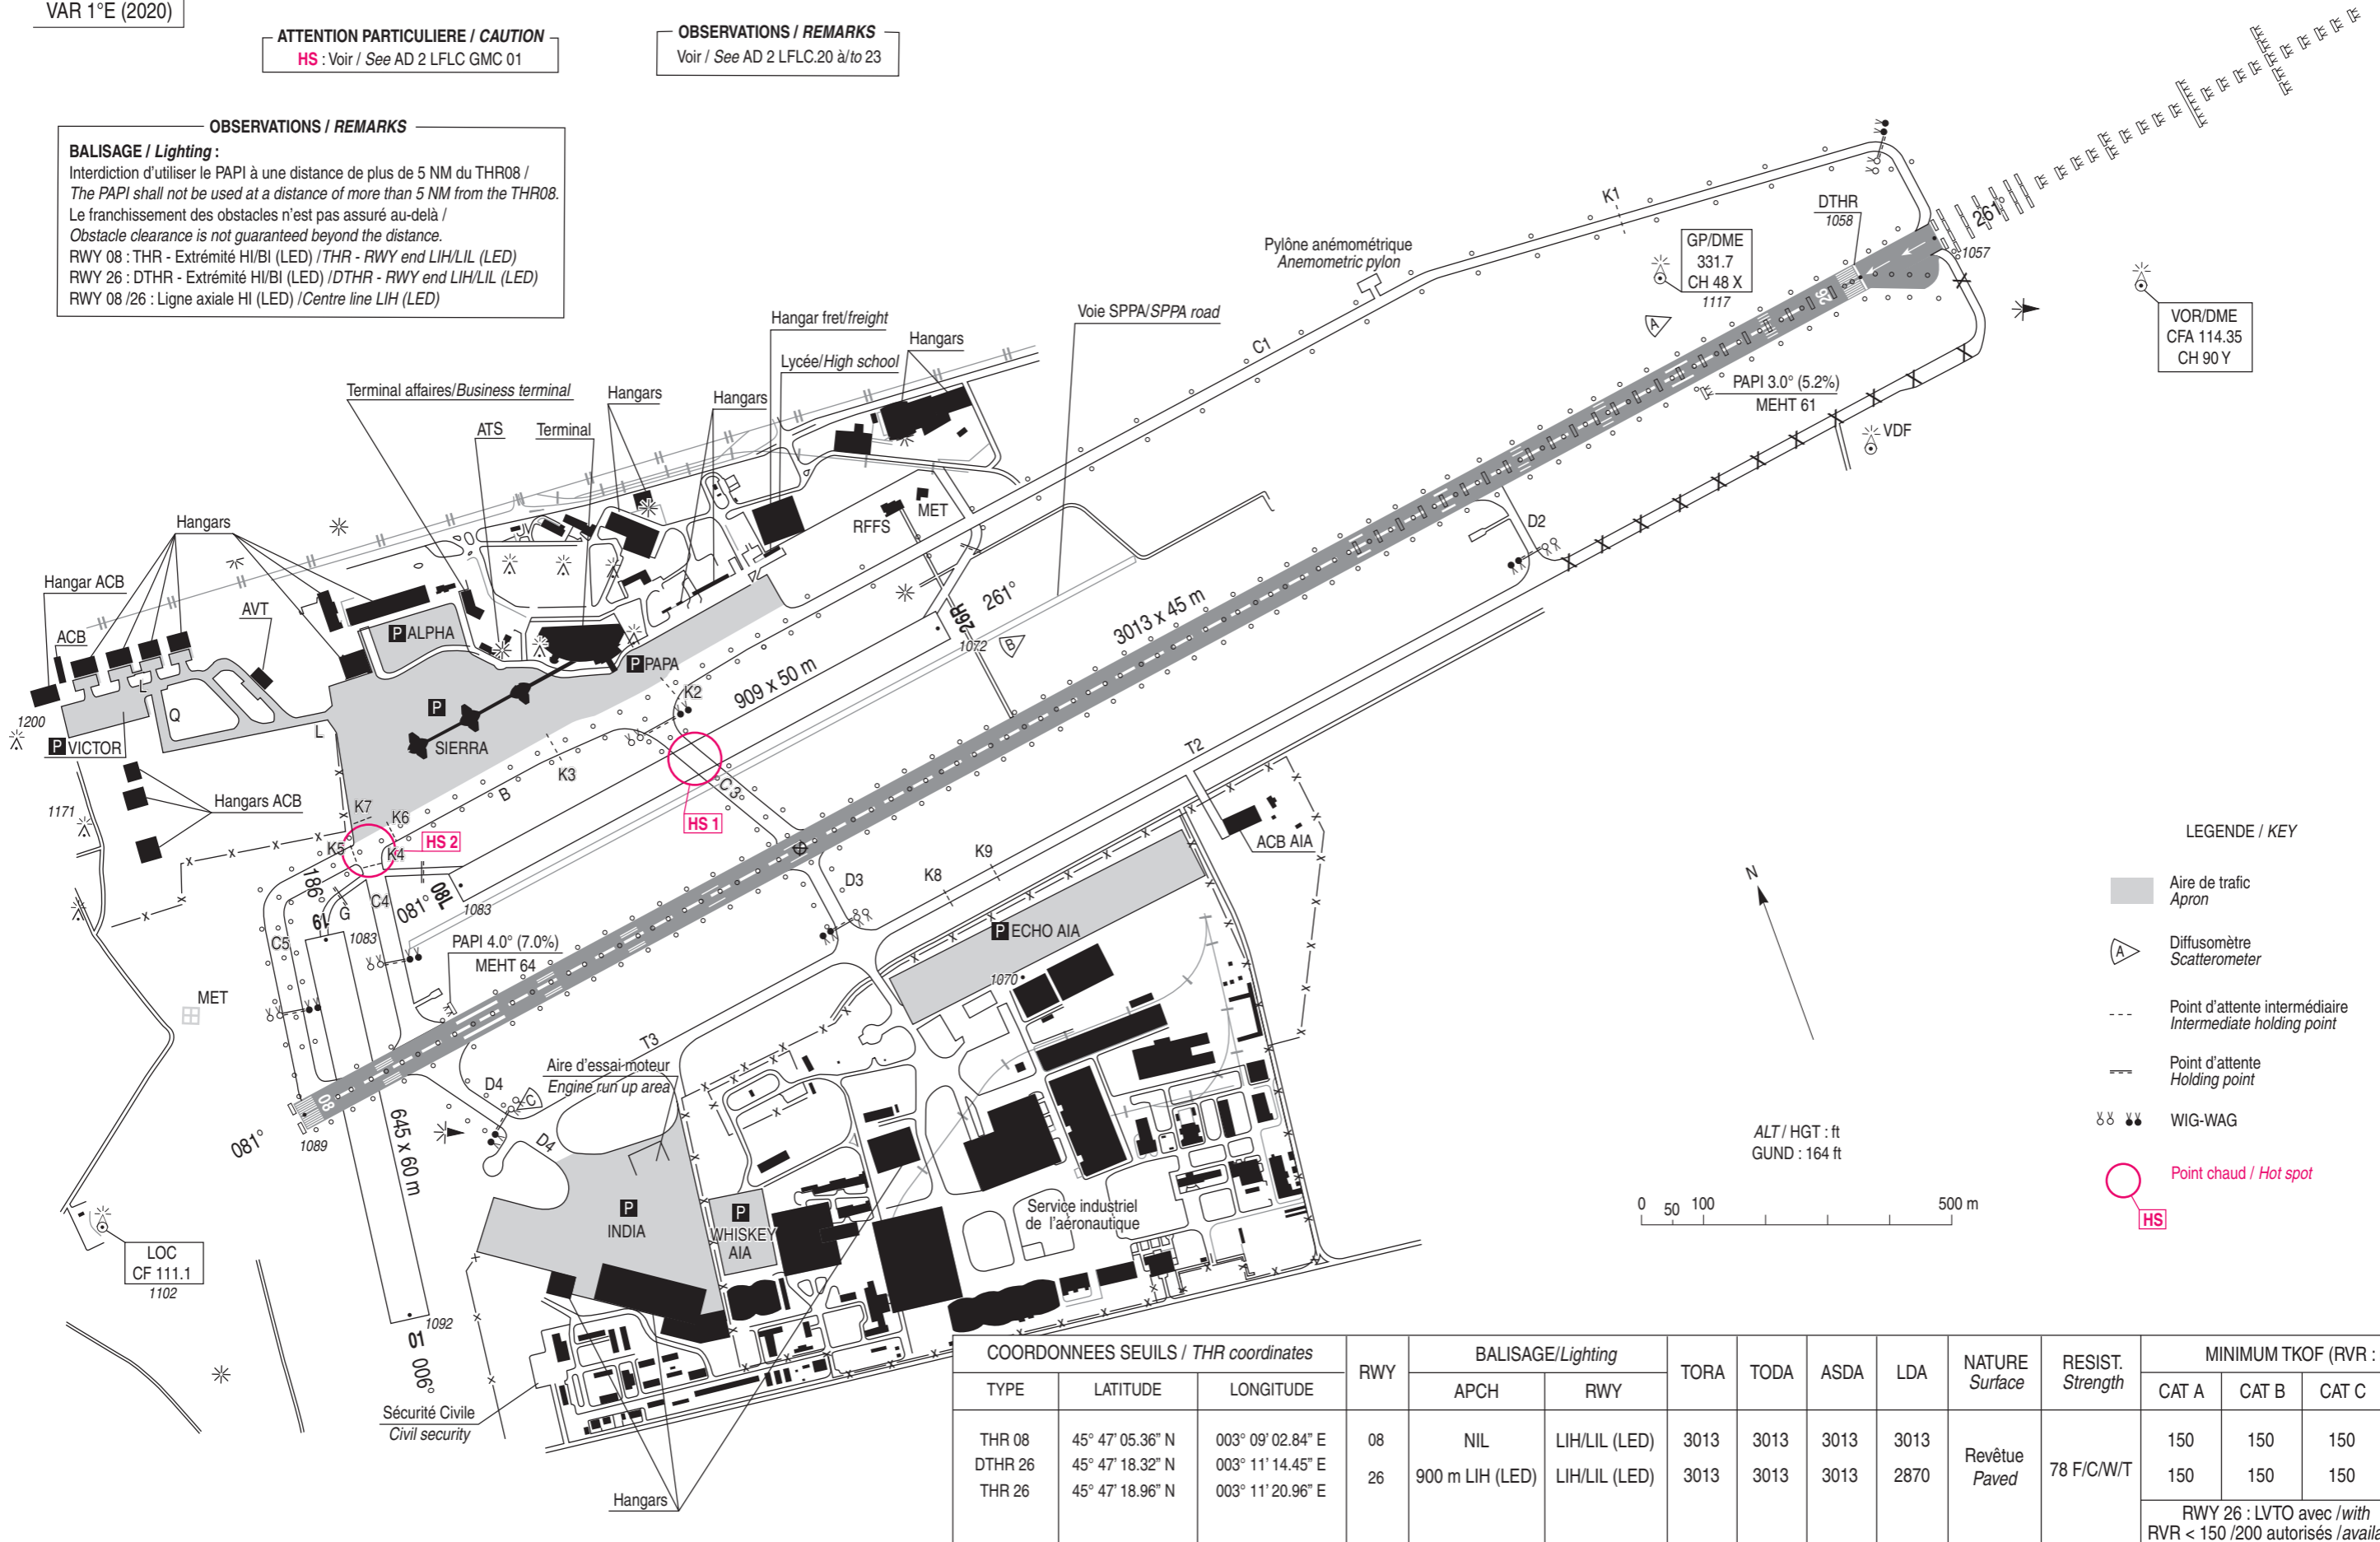 VAR 1°E (2020)
ATTENTION PARTICULIERE / CAUTION
HS : Voir / See AD 2 LFLC GMC 01
OBSERVATIONS / REMARKS
Voir / See AD 2 LFLC.20 à/to 23
OBSERVATIONS / REMARKS
BALISAGE / Lighting :
Interdiction d'utiliser le PAPI à une distance de plus de 5 NM du THR08 /
The PAPI shall not be used at a distance of more than 5 NM from the THR08.
Le franchissement des obstacles n'est pas assuré au-delà /
Obstacle clearance is not guaranteed beyond the distance.
RWY 08 : THR - Extrémité HI/BI (LED) /THR - RWY end LIH/LIL (LED)
RWY 26 : DTHR - Extrémité HI/BI (LED) /DTHR - RWY end LIH/LIL (LED)
RWY 08 /26 : Ligne axiale HI (LED) /Centre line LIH (LED)
K1
DTHR
1058
261°
1057
GP/DME
331.7
CH 48 X
1117
Pylône anémométrique
Anemometric pylon
A
26
VOR/DME
CFA 114.35
CH 90 Y
Voie SPPA/SPPA road
C1
PAPI 3.0° (5.2%)
MEHT 61
VDF
Hangar fret/freight
Lycée/High school
Hangars
Terminal affaires/Business terminal
Hangars
Hangars
ATS
Terminal
RFFS
MET
D2
Hangars
Hangar ACB
ACB
AVT
P ALPHA
P PAPA
26R
261°
1072
B
3013 x 45 m
K2
909 x 50 m
L
Q
1200
P VICTOR
L
P
SIERRA
K3
B
C3
HS 1
T2
Hangars ACB
1171
K7
K6
K5
K4
HS 2
ACB AIA
K9
K8
D3
186°
19
G
C4
081°
08L
1083
1083
C5
PAPI 4.0° (7.0%)
MEHT 64
P ECHO AIA
1070
MET
T3
Aire d'essai moteur
Engine run up area
D4
C
D4
08
081°
1089
645 x 60 m
P
INDIA
P
WHISKEY
AIA
Service industriel
de l'aéronautique
LOC
CF 111.1
1102
1092
01
006°
Sécurité Civile
Civil security
Hangars
N
ALT / HGT : ft
GUND : 164 ft
0 50 100 500 m
LEGENDE / KEY
Aire de trafic
Apron
A
Diffusomètre
Scatterometer
Point d'attente intermédiaire
Intermediate holding point
Point d'attente
Holding point
WIG-WAG
Point chaud / Hot spot
HS
COORDONNEES SEUILS / THR coordinates RWY BALISAGE/Lighting TORA TODA ASDA LDA NATURE Surface RESIST. Strength MINIMUM TKOF (RVR :
TYPE LATITUDE LONGITUDE APCH RWY CAT A CAT B CAT C
THR 08 45° 47' 05.36" N 003° 09' 02.84" E 08 NIL LIH/LIL (LED) 3013 3013 3013 3013 150 150 150
DTHR 26 45° 47' 18.32" N 003° 11' 14.45" E 26 900 m LIH (LED) LIH/LIL (LED) 3013 3013 3013 2870 Revêtue Paved 78 F/C/W/T 150 150 150
THR 26 45° 47' 18.96" N 003° 11' 20.96" E
RWY 26 : LVTO avec /with
RVR < 150 /200 autorisés /availa